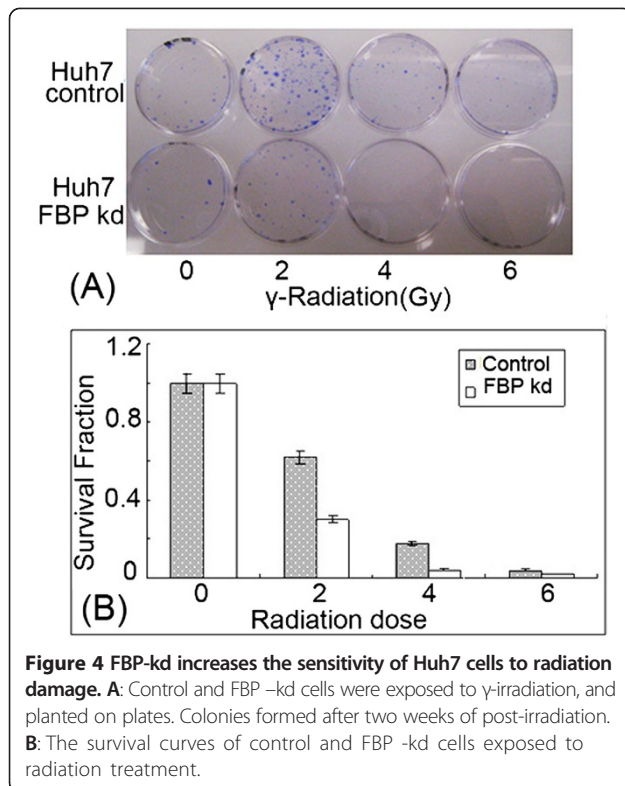 Huh7
control
Huh7
FBP kd
0 2 4 6
(A) γ-Radiation(Gy)
1.2
0.8
0.4
0
Survival Fraction
Control
FBP kd
0 2 4 6
(B) Radiation dose
Figure 4 FBP-kd increases the sensitivity of Huh7 cells to radiation
damage. A: Control and FBP –kd cells were exposed to γ-irradiation, and
planted on plates. Colonies formed after two weeks of post-irradiation.
B: The survival curves of control and FBP -kd cells exposed to
radiation treatment.